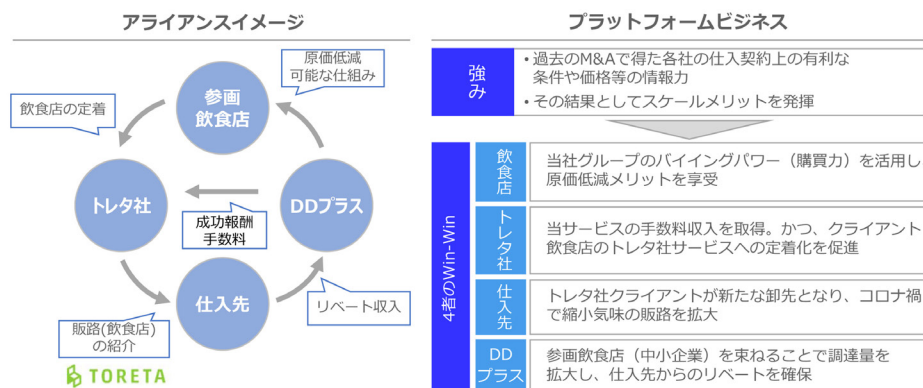 アライアンスイメージ
原価低減
可能な仕組み
参画
飲食店
飲食店の定着
トレタ社
DDプラス
成功報酬
手数料
仕入先
リベート収入
販路(飲食店)
の紹介
TORETA
プラットフォームビジネス
強み
・過去のM&Aで得た各社の仕入契約上の有利な
条件や価格等の情報力
・その結果としてスケールメリットを発揮
4者のWin-Win
飲食店
当社グループのバイイングパワー（購買力）を活用し
原価低減メリットを享受
トレタ社
当サービスの手数料収入を取得。かつ、クライアント
飲食店のトレタ社サービスへの定着化を促進
仕入先
トレタ社クライアントが新たな卸先となり、コロナ禍
で縮小気味の販路を拡大
DD
プラス
参画飲食店（中小企業）を束ねることで調達量を
拡大し、仕入先からのリベートを確保